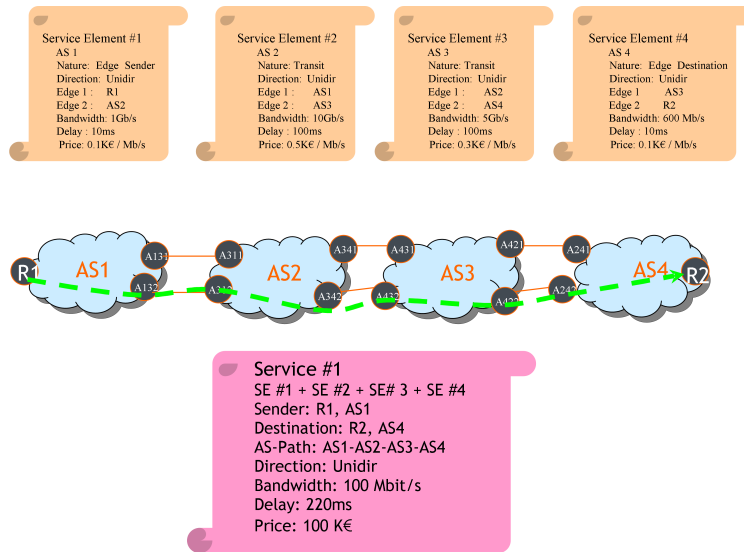 Service Element #1
AS 1
Nature: Edge Sender
Direction: Unidir
Edge 1 : R1
Edge 2 : AS2
Bandwidth: 1Gb/s
Delay : 10ms
Price: 0.1K€ / Mb/s
Service Element #2
AS 2
Nature: Transit
Direction: Unidir
Edge 1 : AS1
Edge 2 : AS3
Bandwidth: 10Gb/s
Delay : 100ms
Price: 0.5K€ / Mb/s
Service Element #3
AS 3
Nature: Transit
Direction: Unidir
Edge 1 : AS2
Edge 2 : AS4
Bandwidth: 5Gb/s
Delay: 100ms
Price: 0.3K€ / Mb/s
Service Element #4
AS 4
Nature: Edge Destination
Direction: Unidir
Edge 1 AS3
Edge 2 R2
Bandwidth: 600 Mb/s
Delay : 10ms
Price: 0.1K€ / Mb/s
R1 AS1 A131 A132
A311 A312 AS2 A341 A342
A431 A432 AS3 A421 A422
A241 A242 AS4 R2
Service #1
SE #1 + SE #2 + SE# 3 + SE #4
Sender: R1, AS1
Destination: R2, AS4
AS-Path: AS1-AS2-AS3-AS4
Direction: Unidir
Bandwidth: 100 Mbit/s
Delay: 220ms
Price: 100 K€